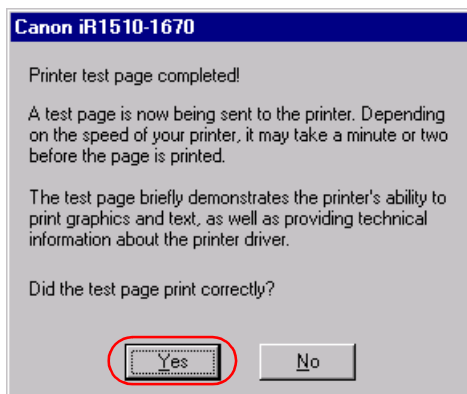 Canon iR1510-1670
Printer test page completed!
A test page is now being sent to the printer. Depending
on the speed of your printer, it may take a minute or two
before the page is printed.
The test page briefly demonstrates the printer's ability to
print graphics and text, as well as providing technical
information about the printer driver.
Did the test page print correctly?
Yes No